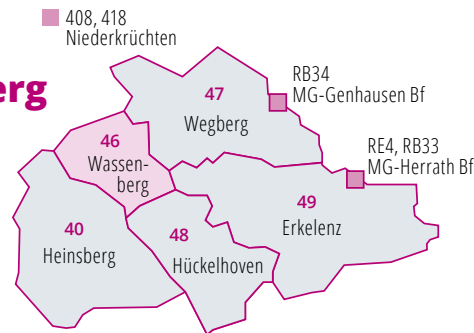 408, 418
Niederkrüchten
erg
RB34
MG-Genhausen Bf
47
Wegberg
RE4, RB33
MG-Herrath Bf
46
Wassen-
berg
49
Erkelenz
40
Heinsberg
48
Hückelhoven